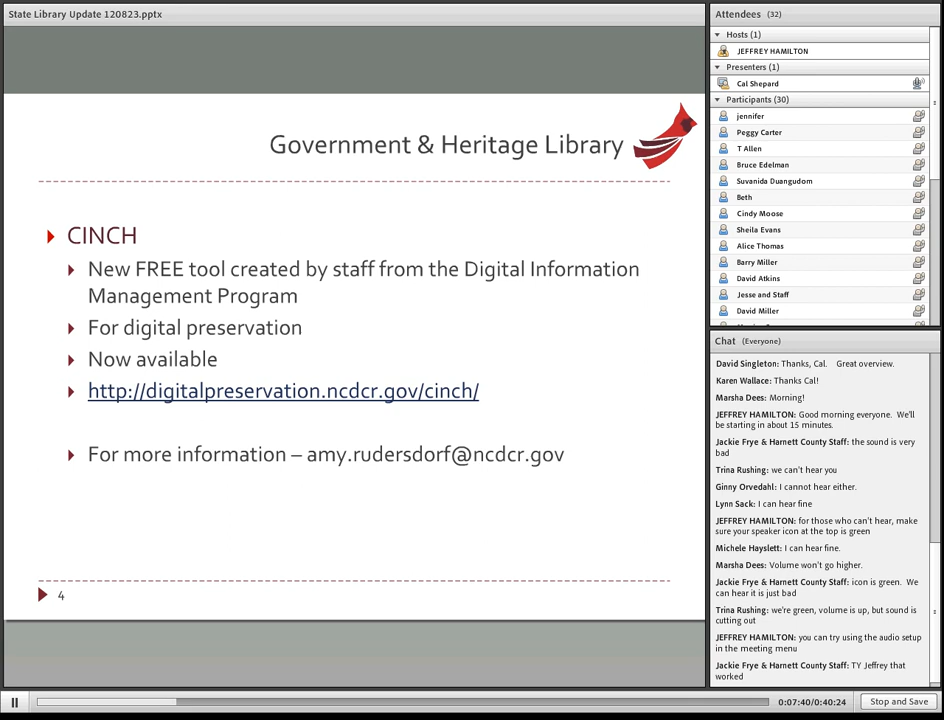 State Library Update 120823.pptx
Government & Heritage Library
CINCH
New FREE tool created by staff from the Digital Information
Management Program
For digital preservation
Now available
http://digitalpreservation.ncdcr.gov/cinch/
For more information – amy.rudersdorf@ncdcr.gov
4
Attendees (32)
Hosts (1)
JEFFREY HAMILTON
Presenters (1)
Cal Shepard
Participants (30)
jennifer
Peggy Carter
T Allen
Bruce Edelman
Suvanida Duangudom
Beth
Cindy Moose
Sheila Evans
Alice Thomas
Barry Miller
David Atkins
Jesse and Staff
David Miller
Chat (Everyone)
David Singleton: Thanks, Cal. Great overview.
Karen Wallace: Thanks Cal!
Marsha Dees: Morning!
JEFFREY HAMILTON: Good morning everyone. We'll
be starting in about 15 minutes.
Jackie Frye & Harnett County Staff: the sound is very
bad
Trina Rushing: we can't hear you
Ginny Orvedahl: I cannot hear either.
Lynn Sack: I can hear fine
JEFFREY HAMILTON: for those who can't hear, make
sure your speaker icon at the top is green
Michele Hayslett: I can hear fine.
Marsha Dees: Volume won't go higher.
Jackie Frye & Harnett County Staff: icon is green. We
can hear it is just bad
Trina Rushing: we're green, volume is up, but sound is
cutting out
JEFFREY HAMILTON: you can try using the audio setup
in the meeting menu
Jackie Frye & Harnett County Staff: TY Jeffrey that
worked
0:07:40/0:40:24
Stop and Save